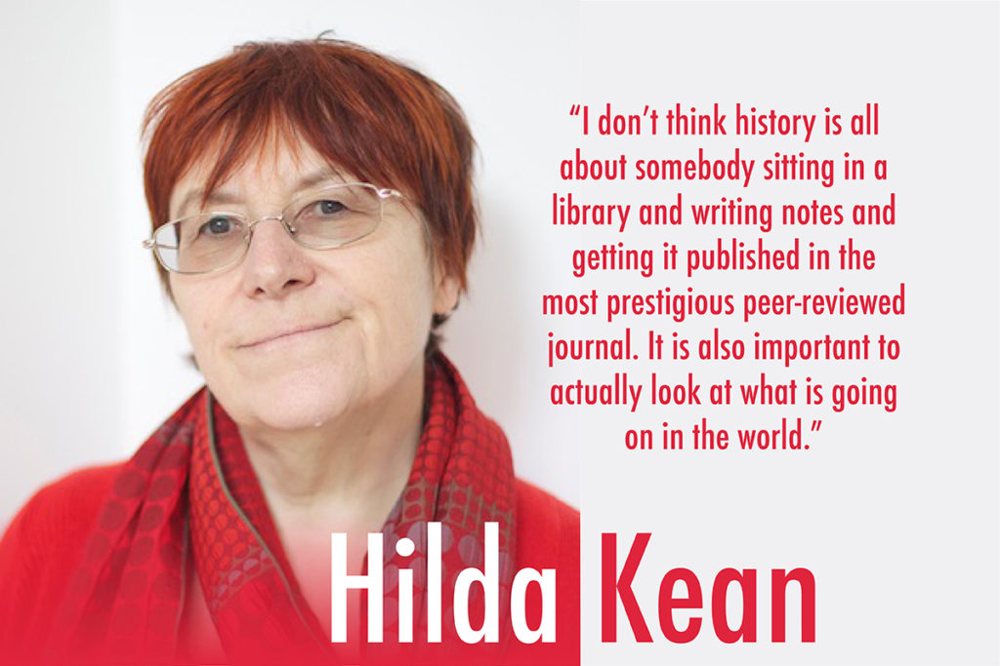 “I don’t think history is all
about somebody sitting in a
library and writing notes and
getting it published in the
most prestigious peer-reviewed
journal. It is also important to
actually look at what is going
on in the world.”
Hilda Kean